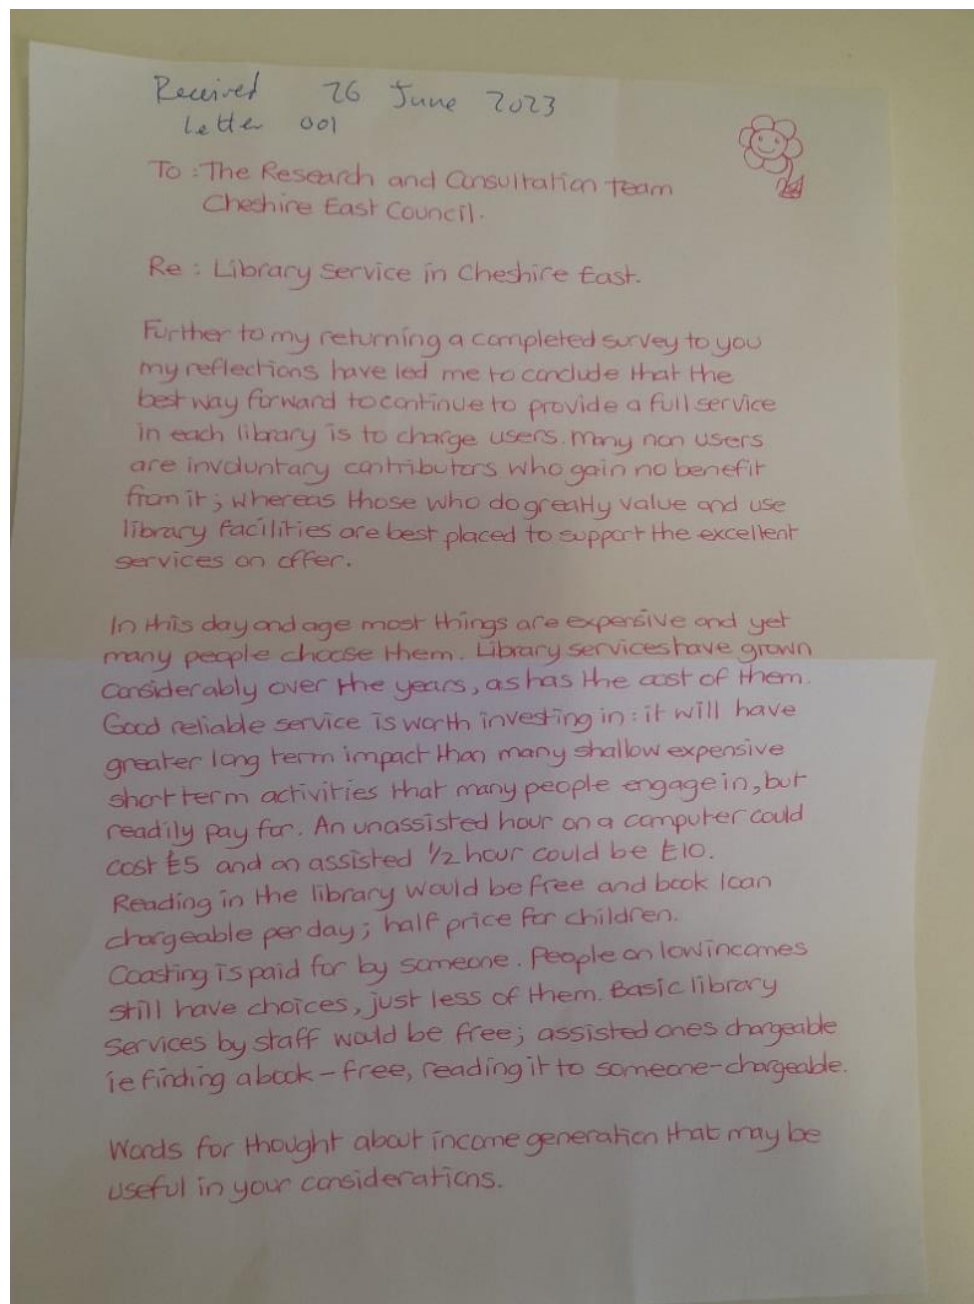 Received 26 June 2023
Letter 001
To : The Research and Consultation team
Cheshire East Council.
Re : Library Service in Cheshire East.
Further to my returning a completed survey to you
my reflections have led me to conclude that the
best way forward to continue to provide a full service
in each library is to charge users. Many non users
are involuntary contributors who gain no benefit
from it; whereas those who do greatly value and use
library facilities are best placed to support the excellent
services on offer.
In this day and age most things are expensive and yet
many people choose them. Library services have grown
considerably over the years, as has the cost of them.
Good reliable service is worth investing in: it will have
greater long term impact than many shallow expensive
short term activities that many people engage in, but
readily pay for. An unassisted hour on a computer could
cost £5 and an assisted 1/2 hour could be £10.
Reading in the library would be free and book loan
chargeable per day; half price for children.
Coasting is paid for by someone. People on low incomes
still have choices, just less of them. Basic library
services by staff would be free; assisted ones chargeable
ie finding a book - free, reading it to someone - chargeable.
Words for thought about income generation that may be
useful in your considerations.